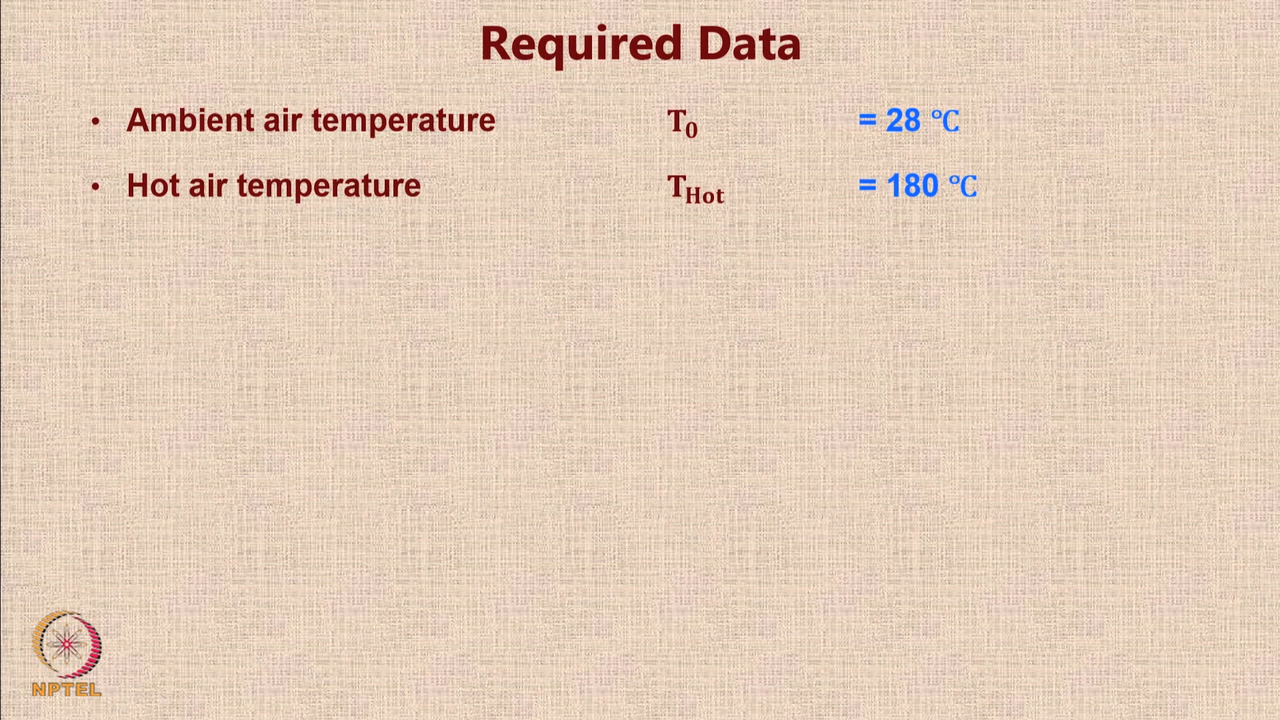 Required Data
• Ambient air temperature T₀ = 28 ℃
• Hot air temperature T_Hot = 180 ℃
NPTEL